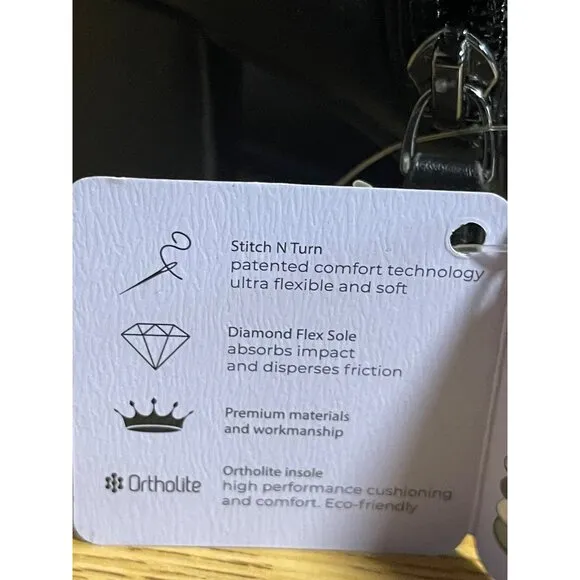 Stitch N Turn
patented comfort technology
ultra flexible and soft
Diamond Flex Sole
absorbs impact
and disperses friction
Premium materials
and workmanship
Ortholite
Ortholite insole
high performance cushioning
and comfort. Eco-friendly